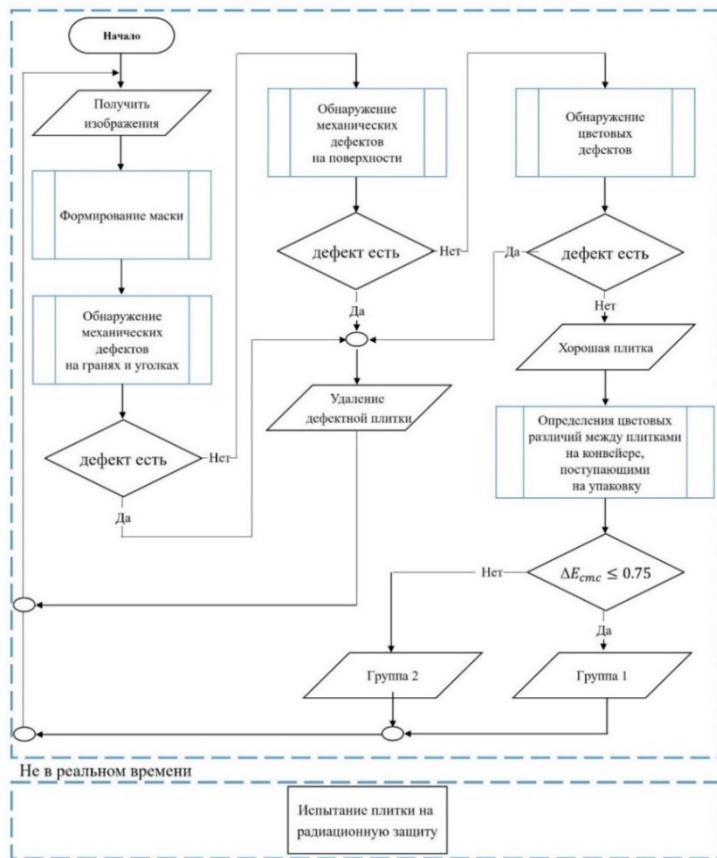 Начало
Получить
изображения
Формирование маски
Обнаружение
механических
дефектов
на гранях и уголках
дефект есть
Нет
Да
Обнаружение
механических
дефектов
на поверхности
дефект есть
Нет
Да
Удаление
дефектной плитки
Обнаружение
цветовых
дефектов
дефект есть
Да
Нет
Хорошая плитка
Определения цветовых
различий между плитками
на конвейере,
поступающими
на упаковку
ΔE_cmc ≤ 0.75
Нет
Да
Группа 2
Группа 1
Не в реальном времени
Испытание плитки на
радиационную защиту